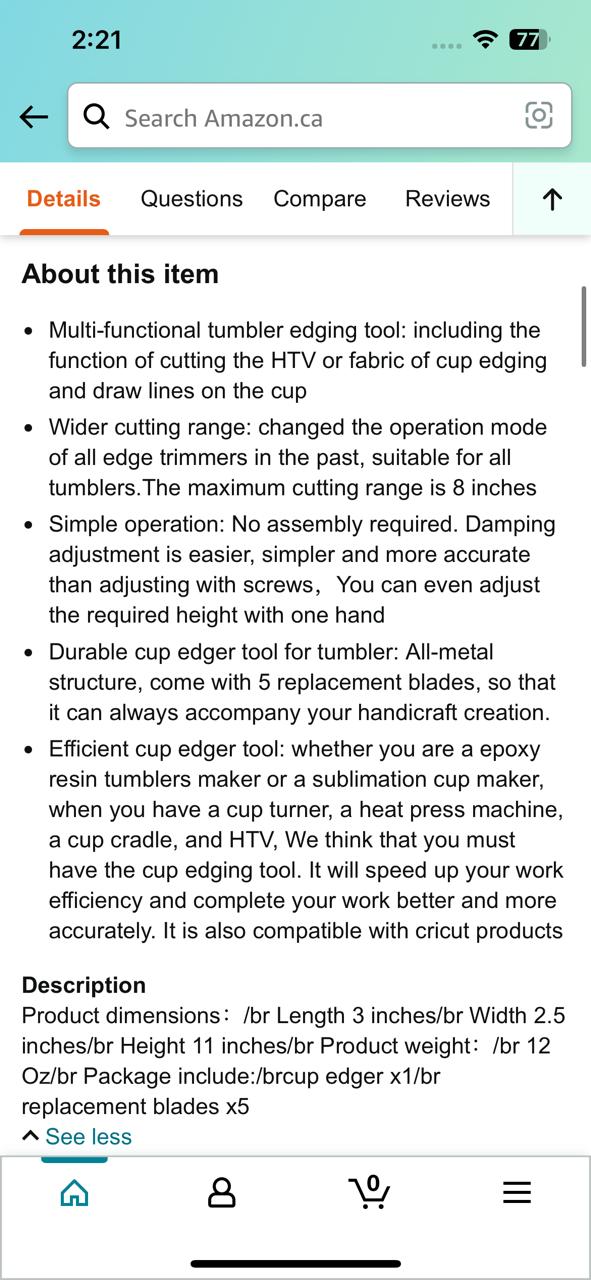 2:21
77
Search Amazon.ca
Details Questions Compare Reviews
About this item
• Multi-functional tumbler edging tool: including the
function of cutting the HTV or fabric of cup edging
and draw lines on the cup
• Wider cutting range: changed the operation mode
of all edge trimmers in the past, suitable for all
tumblers.The maximum cutting range is 8 inches
• Simple operation: No assembly required. Damping
adjustment is easier, simpler and more accurate
than adjusting with screws，You can even adjust
the required height with one hand
• Durable cup edger tool for tumbler: All-metal
structure, come with 5 replacement blades, so that
it can always accompany your handicraft creation.
• Efficient cup edger tool: whether you are a epoxy
resin tumblers maker or a sublimation cup maker,
when you have a cup turner, a heat press machine,
a cup cradle, and HTV, We think that you must
have the cup edging tool. It will speed up your work
efficiency and complete your work better and more
accurately. It is also compatible with cricut products
Description
Product dimensions：/br Length 3 inches/br Width 2.5
inches/br Height 11 inches/br Product weight：/br 12
Oz/br Package include:/brcup edger x1/br
replacement blades x5
See less
0